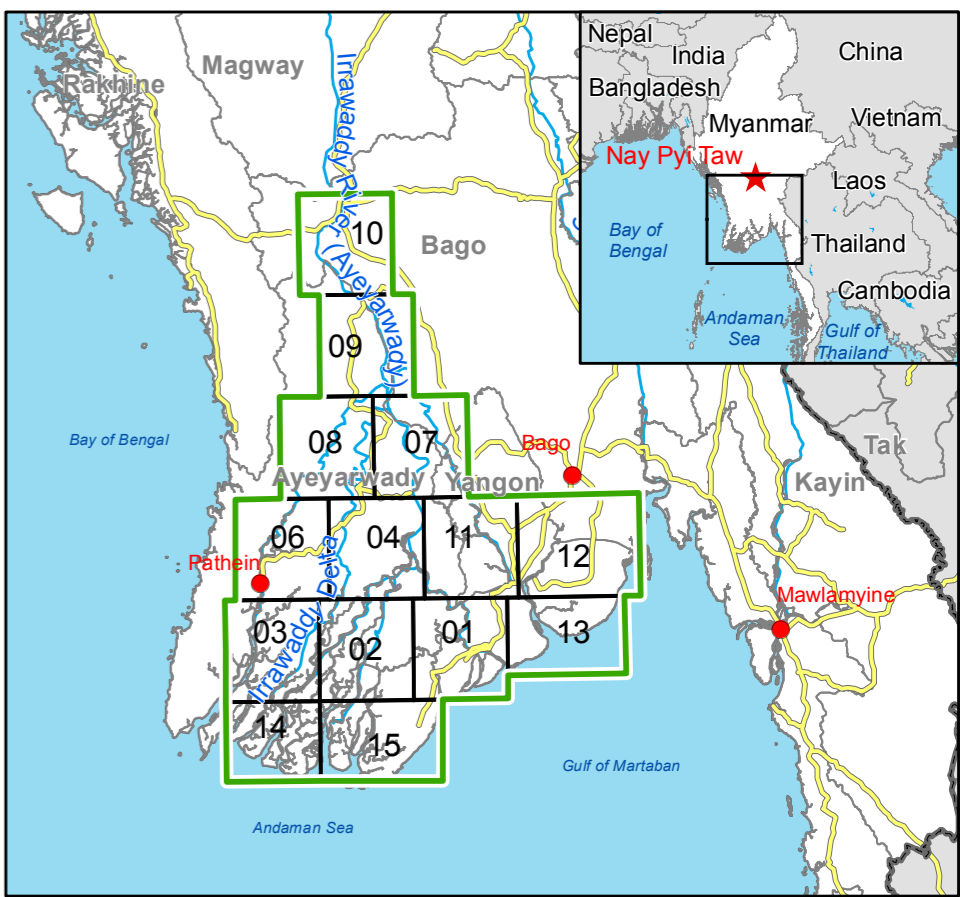 Magway
Rakhine
Irrawaddy River ( Ayeyarwady)
Bago
10
09
08
07
Bay of Bengal
Bago
Ayeyarwady
Yangon
Kayin
Tak
06
04
11
12
Pathein
Irrawaddy Delta
03
02
01
13
Mawlamyine
14
15
Gulf of Martaban
Andaman Sea
Nepal
India
China
Bangladesh
Myanmar
Vietnam
Nay Pyi Taw
Laos
Bay of
Bengal
Thailand
Cambodia
Andaman
Sea
Gulf of
Thailand